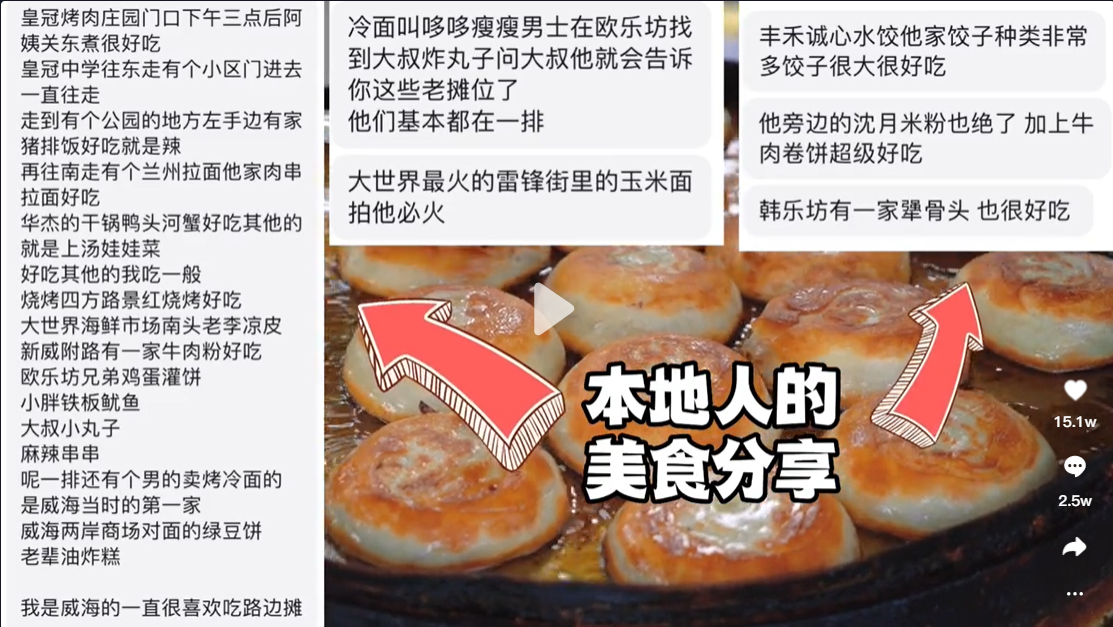 皇冠烤肉庄园门口下午三点后阿
姨关东煮很好吃
皇冠中学往东走有个小区门进去
一直往走
走到有个公园的地方左手边有家
猪排饭好吃就是辣
再往南走有个兰州拉面他家肉串
拉面好吃
华杰的干锅鸭头河蟹好吃其他的
就是上汤娃娃菜
好吃其他的我吃一般
烧烤四方路景红烧烤好吃
大世界海鲜市场南头老李凉皮
新威附路有一家牛肉粉好吃
欧乐坊兄弟鸡蛋灌饼
小胖铁板鱿鱼
大叔小丸子
麻辣串串
呢一排还有个男的卖烤冷面的
是威海当时的第一家
威海两岸商场对面的绿豆饼
老辈油炸糕
我是威海的一直很喜欢吃路边摊
冷面叫哆哆瘦瘦男士在欧乐坊找
到大叔炸丸子问大叔他就会告诉
你这些老摊位了
他们基本都在一排
大世界最火的雷锋街里的玉米面
拍他必火
丰禾诚心水饺他家饺子种类非常
多饺子很大很好吃
他旁边的沈月米粉也绝了 加上牛
肉卷饼超级好吃
韩乐坊有一家犟骨头 也很好吃
本地人的
美食分享
15.1w
2.5w